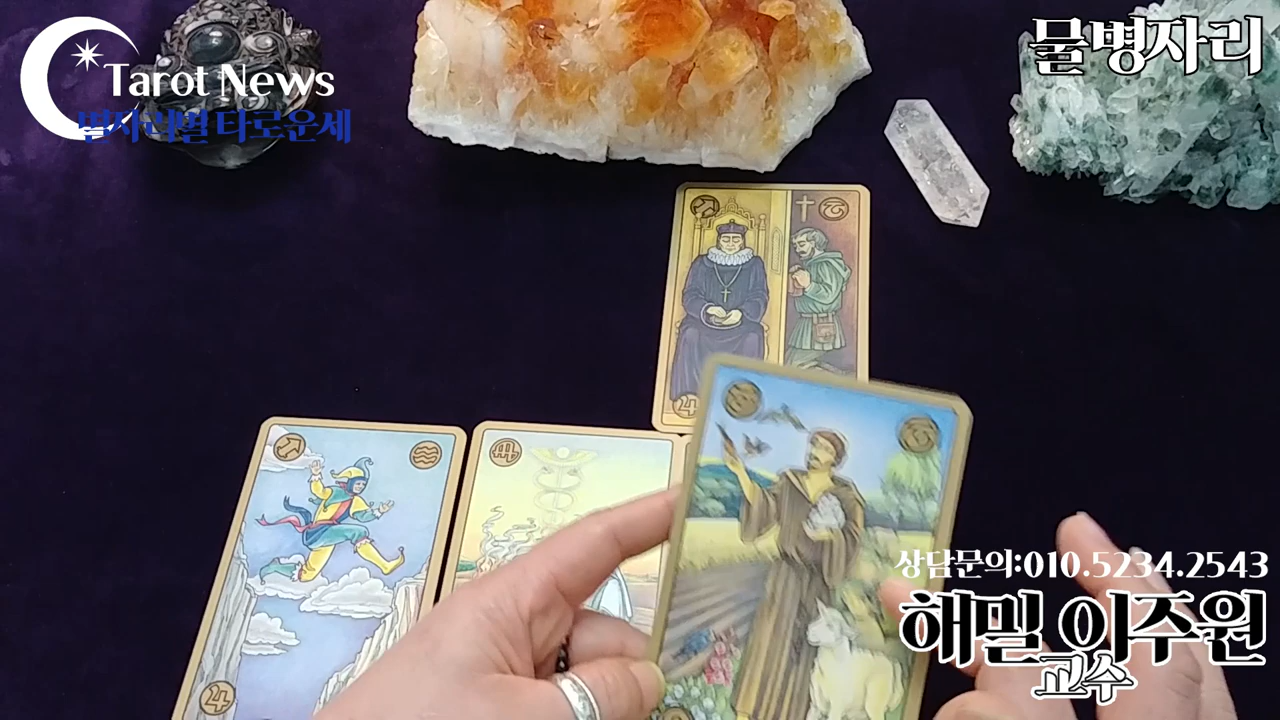 Tarot News
별자리별 타로운세
물병자리
상담문의:010.5234.2543
해밀 이주원
교수